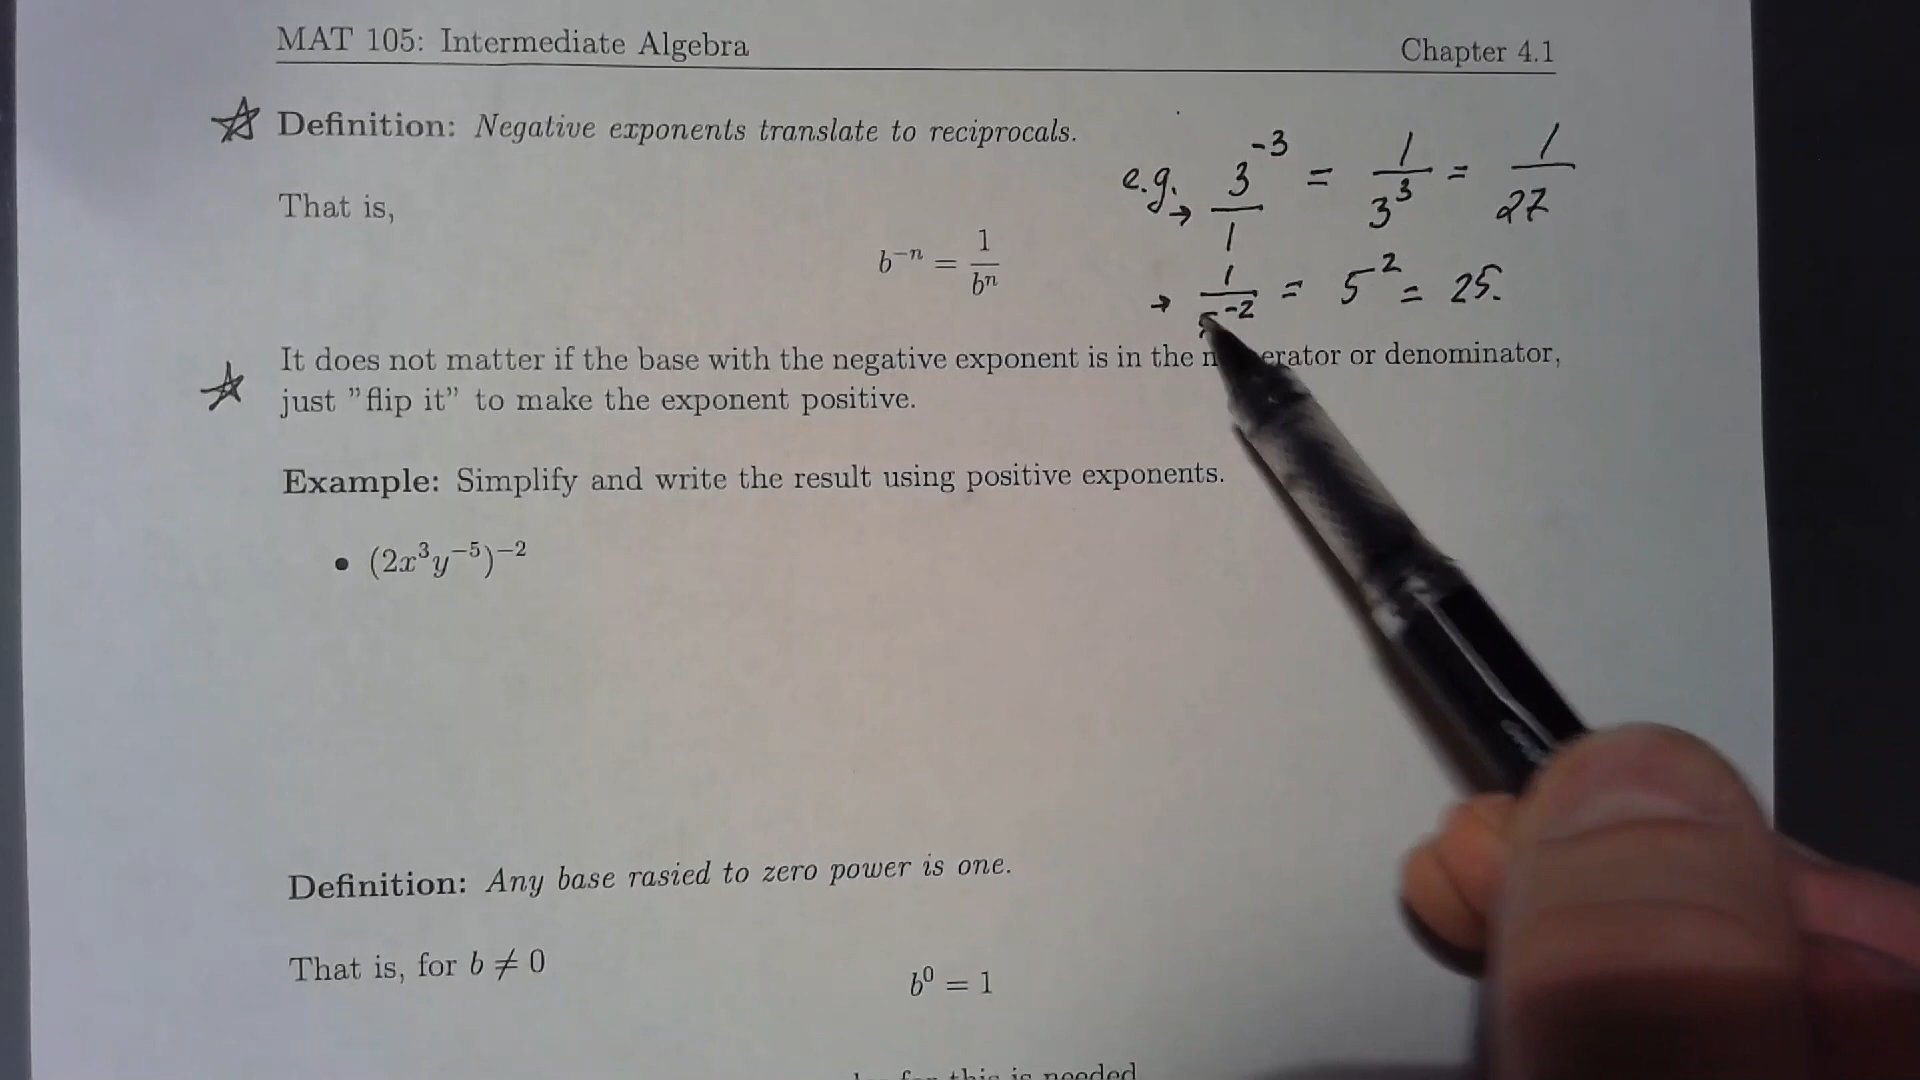 MAT 105: Intermediate Algebra Chapter 4.1
☆ Definition: Negative exponents translate to reciprocals.
e.g. → 3^{-3}/1 = 1/3^3 = 1/27
That is,
b^{-n} = 1/b^n
→ 1/5^{-2} = 5^2 = 25.
☆ It does not matter if the base with the negative exponent is in the n erator or denominator,
just ”flip it” to make the exponent positive.
Example: Simplify and write the result using positive exponents.
• (2x^3y^{-5})^{-2}
Definition: Any base rasied to zero power is one.
That is, for b ≠ 0
b^0 = 1
for this is needed